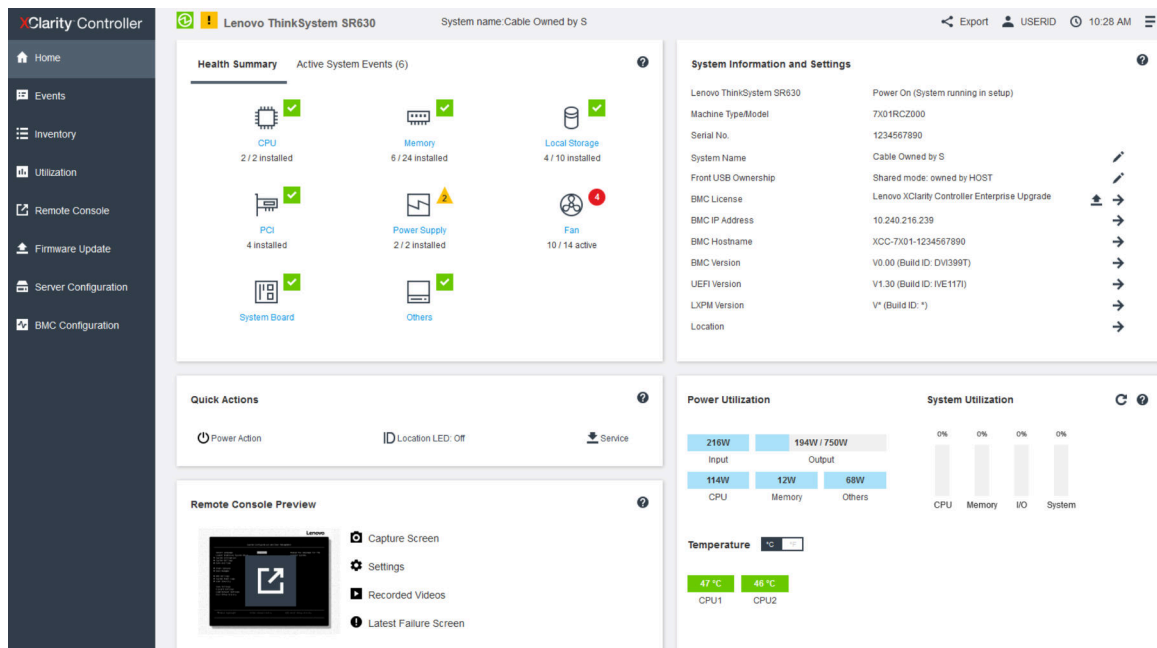 XClarity Controller
Lenovo ThinkSystem SR630
System name:Cable Owned by S
Export
USERID
10:28 AM
Home
Events
Inventory
Utilization
Remote Console
Firmware Update
Server Configuration
BMC Configuration
Health Summary
Active System Events (6)
CPU
2 / 2 installed
Memory
6 / 24 installed
Local Storage
4 / 10 installed
PCI
4 installed
2
Power Supply
2 / 2 installed
4
Fan
10 / 14 active
System Board
Others
System Information and Settings
Lenovo ThinkSystem SR630 Power On (System running in setup)
Machine Type/Model 7X01RCZ000
Serial No. 1234567890
System Name Cable Owned by S
Front USB Ownership Shared mode: owned by HOST
BMC License Lenovo XClarity Controller Enterprise Upgrade
BMC IP Address 10.240.216.239
BMC Hostname XCC-7X01-1234567890
BMC Version V0.00 (Build ID: DVI399T)
UEFI Version V1.30 (Build ID: IVE117I)
LXPM Version V* (Build ID: *)
Location
Quick Actions
Power Action
Location LED: Off
Service
Remote Console Preview
Lenovo
Capture Screen
Settings
Recorded Videos
Latest Failure Screen
Power Utilization
216W 194W / 750W
Input Output
114W 12W 68W
CPU Memory Others
System Utilization
0% 0% 0% 0%
CPU Memory I/O System
Temperature °C °F
47 °C 46 °C
CPU1 CPU2